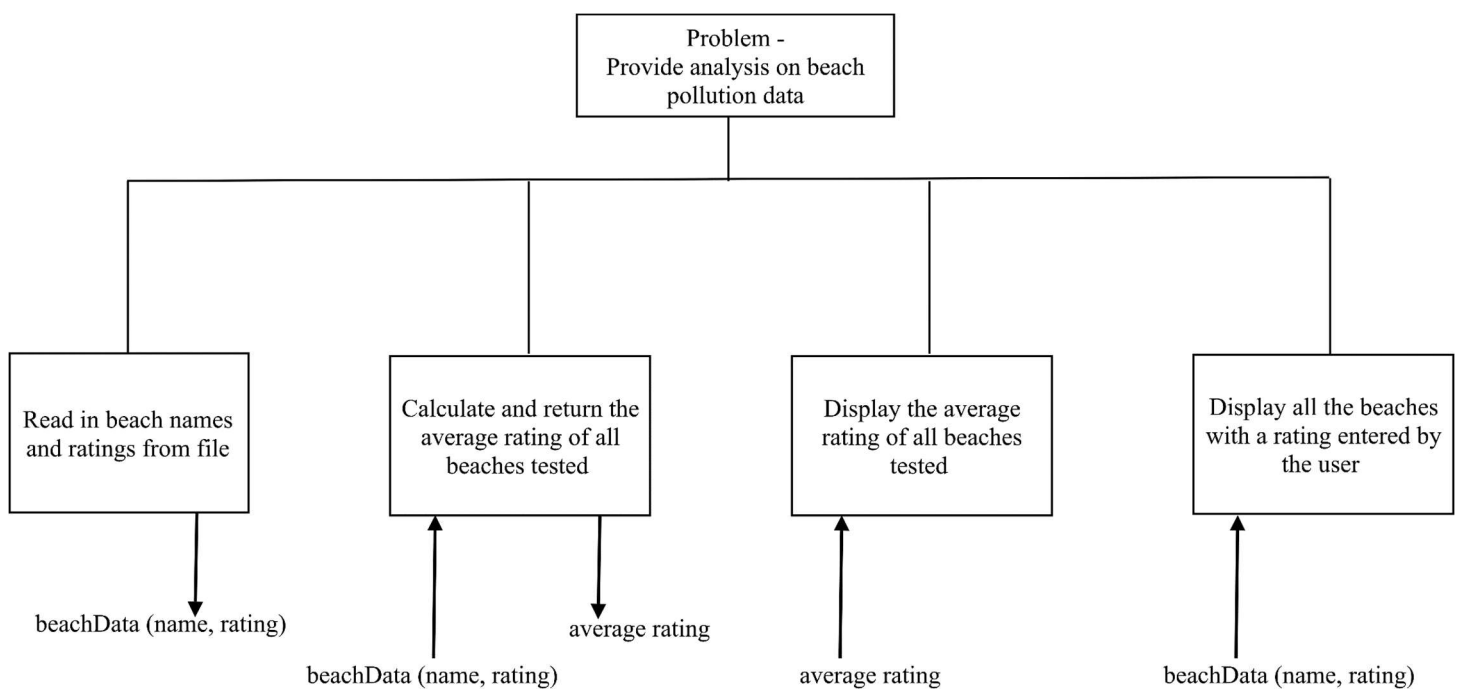 Problem -
Provide analysis on beach
pollution data
Read in beach names
and ratings from file
Calculate and return the
average rating of all
beaches tested
Display the average
rating of all beaches
tested
Display all the beaches
with a rating entered by
the user
beachData (name, rating)
average rating
beachData (name, rating)
average rating
beachData (name, rating)